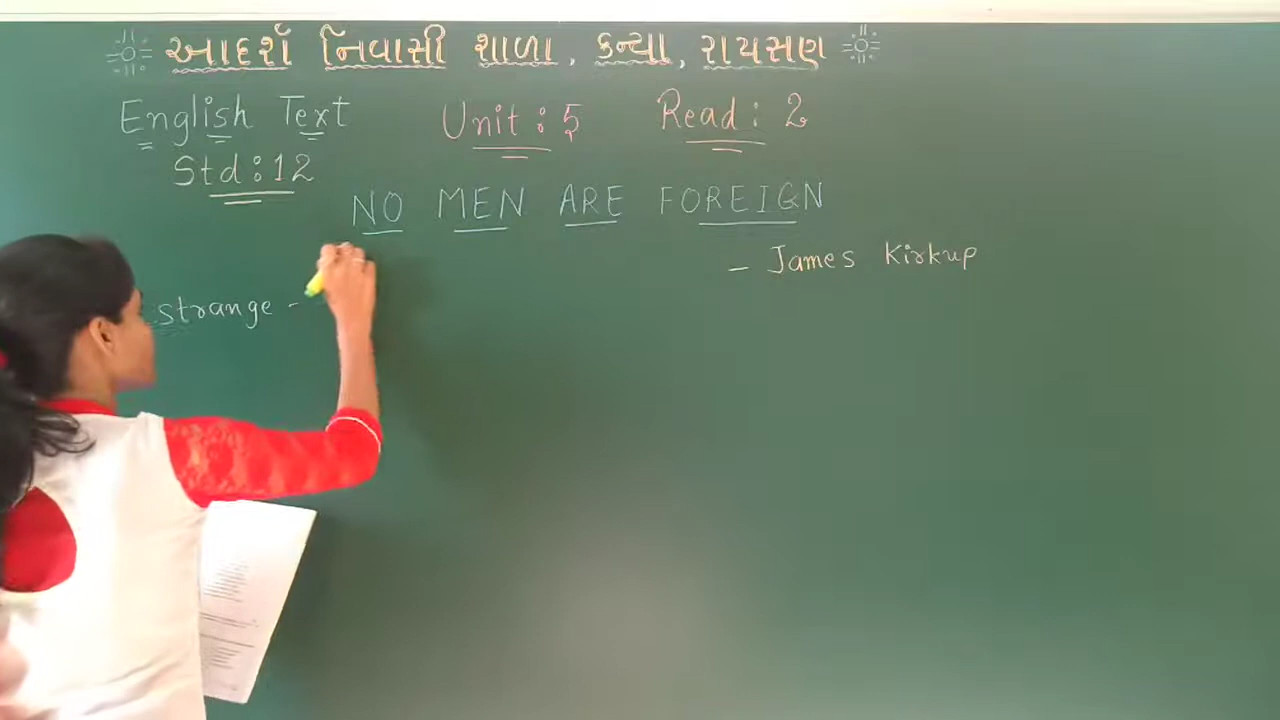 આદર્શ નિવાસી શાળા, કન્યા, રાયસણ
English Text Unit : 5 Read : 2
Std : 12
NO MEN ARE FOREIGN
- James Kirkup
strange -